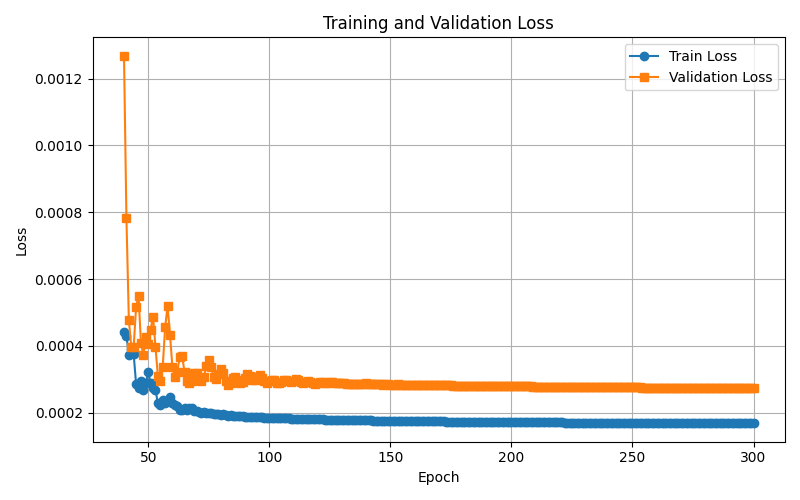 Training and Validation Loss
Train Loss
Validation Loss
0.0012
0.0010
0.0008
0.0006
0.0004
0.0002
Loss
50
100
150
200
250
300
Epoch